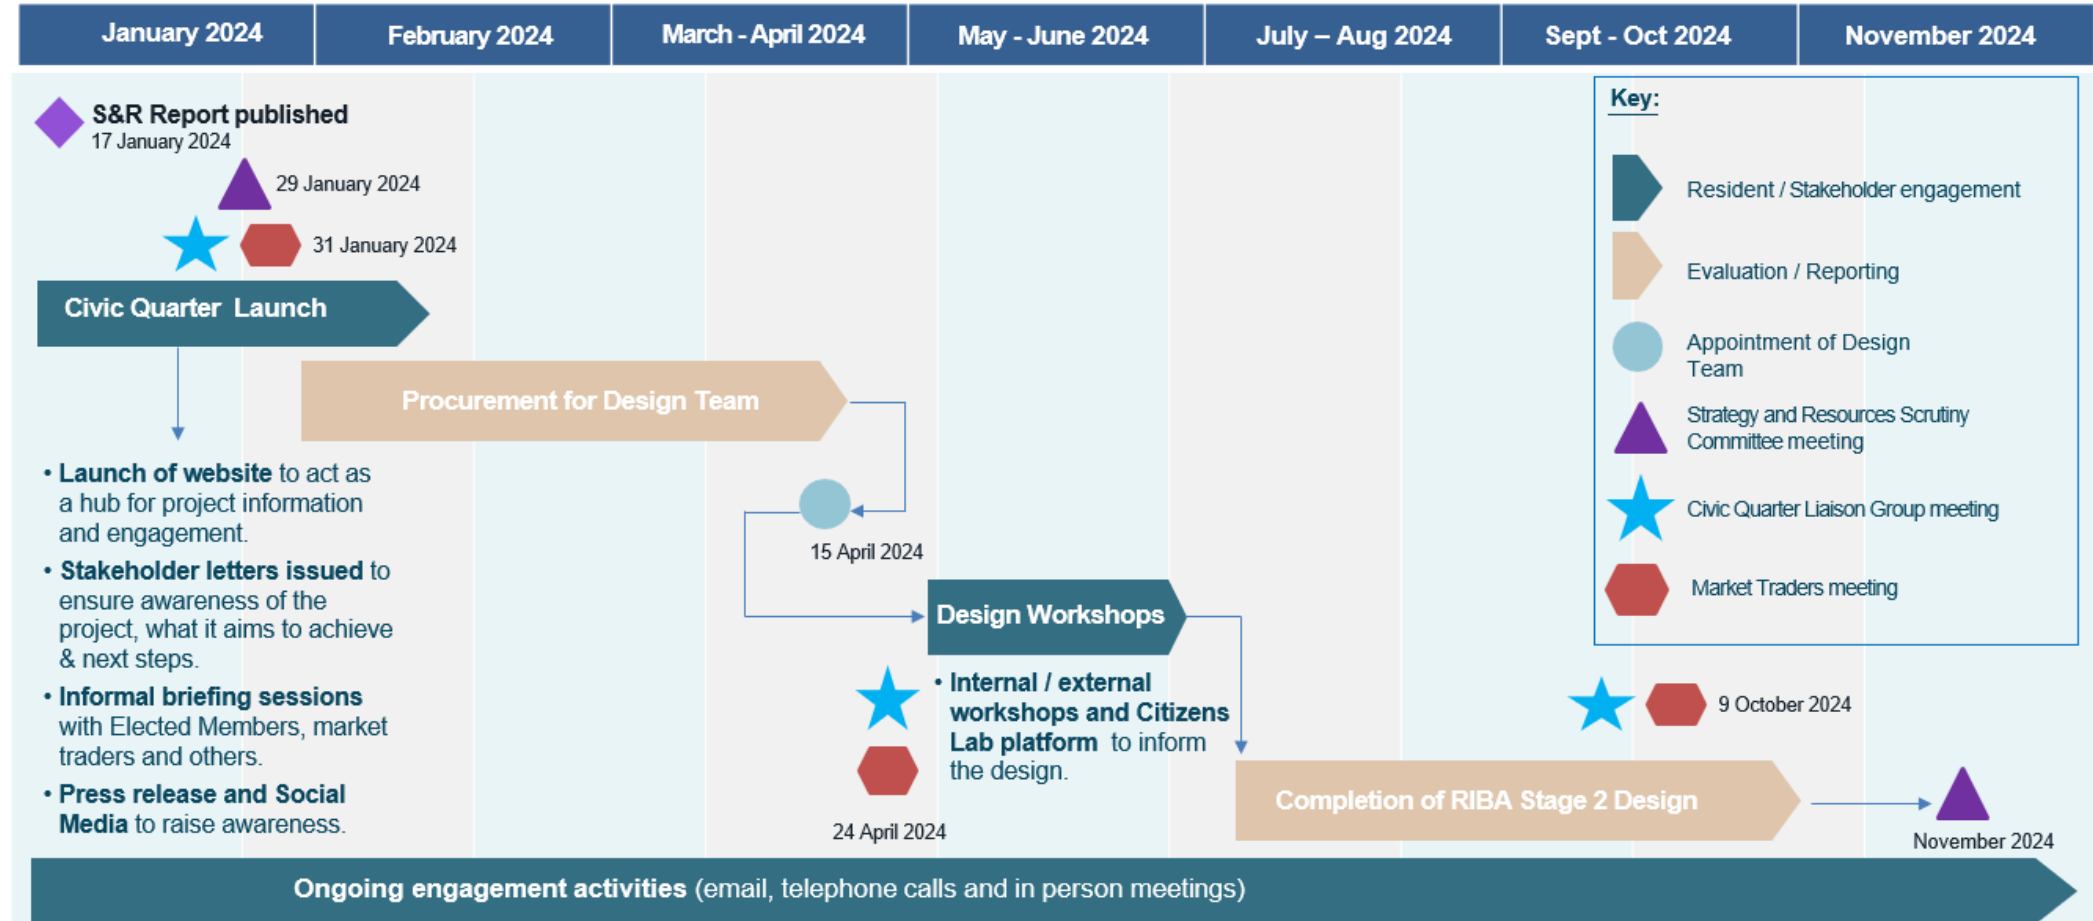 January 2024
February 2024
March - April 2024
May - June 2024
July – Aug 2024
Sept - Oct 2024
November 2024
S&R Report published
17 January 2024
29 January 2024
31 January 2024
Civic Quarter Launch
Procurement for Design Team
• Launch of website to act as
a hub for project information
and engagement.
• Stakeholder letters issued to
ensure awareness of the
project, what it aims to achieve
& next steps.
• Informal briefing sessions
with Elected Members, market
traders and others.
• Press release and Social
Media to raise awareness.
15 April 2024
Design Workshops
• Internal / external
workshops and Citizens
Lab platform to inform
the design.
24 April 2024
Key:
Resident / Stakeholder engagement
Evaluation / Reporting
Appointment of Design
Team
Strategy and Resources Scrutiny
Committee meeting
Civic Quarter Liaison Group meeting
Market Traders meeting
9 October 2024
Completion of RIBA Stage 2 Design
November 2024
Ongoing engagement activities (email, telephone calls and in person meetings)